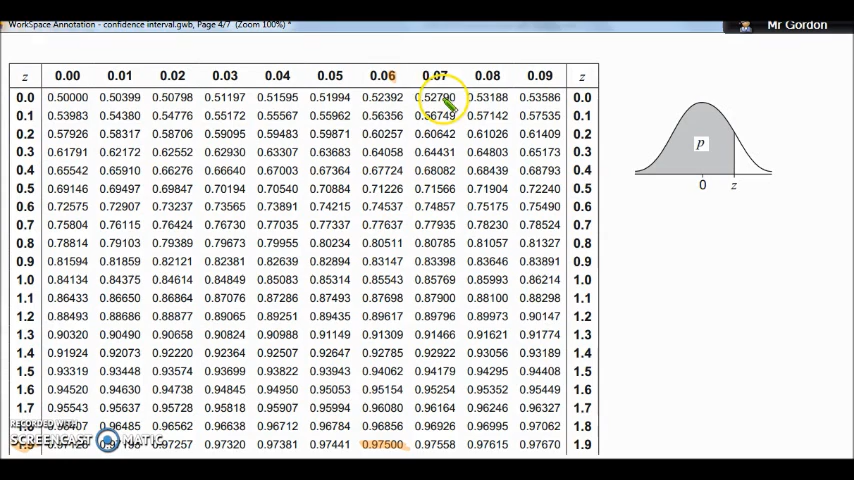 WorkSpace Annotation - confidence interval.gwb, Page 4/7 (Zoom 100%) *
Mr Gordon
z 0.00 0.01 0.02 0.03 0.04 0.05 0.06 0.07 0.08 0.09 z
0.0 0.50000 0.50399 0.50798 0.51197 0.51595 0.51994 0.52392 0.52790 0.53188 0.53586 0.0
0.1 0.53983 0.54380 0.54776 0.55172 0.55567 0.55962 0.56356 0.56749 0.57142 0.57535 0.1
0.2 0.57926 0.58317 0.58706 0.59095 0.59483 0.59871 0.60257 0.60642 0.61026 0.61409 0.2
0.3 0.61791 0.62172 0.62552 0.62930 0.63307 0.63683 0.64058 0.64431 0.64803 0.65173 0.3
0.4 0.65542 0.65910 0.66276 0.66640 0.67003 0.67364 0.67724 0.68082 0.68439 0.68793 0.4
0.5 0.69146 0.69497 0.69847 0.70194 0.70540 0.70884 0.71226 0.71566 0.71904 0.72240 0.5
0.6 0.72575 0.72907 0.73237 0.73565 0.73891 0.74215 0.74537 0.74857 0.75175 0.75490 0.6
0.7 0.75804 0.76115 0.76424 0.76730 0.77035 0.77337 0.77637 0.77935 0.78230 0.78524 0.7
0.8 0.78814 0.79103 0.79389 0.79673 0.79955 0.80234 0.80511 0.80785 0.81057 0.81327 0.8
0.9 0.81594 0.81859 0.82121 0.82381 0.82639 0.82894 0.83147 0.83398 0.83646 0.83891 0.9
1.0 0.84134 0.84375 0.84614 0.84849 0.85083 0.85314 0.85543 0.85769 0.85993 0.86214 1.0
1.1 0.86433 0.86650 0.86864 0.87076 0.87286 0.87493 0.87698 0.87900 0.88100 0.88298 1.1
1.2 0.88493 0.88686 0.88877 0.89065 0.89251 0.89435 0.89617 0.89796 0.89973 0.90147 1.2
1.3 0.90320 0.90490 0.90658 0.90824 0.90988 0.91149 0.91309 0.91466 0.91621 0.91774 1.3
1.4 0.91924 0.92073 0.92220 0.92364 0.92507 0.92647 0.92785 0.92922 0.93056 0.93189 1.4
1.5 0.93319 0.93448 0.93574 0.93699 0.93822 0.93943 0.94062 0.94179 0.94295 0.94408 1.5
1.6 0.94520 0.94630 0.94738 0.94845 0.94950 0.95053 0.95154 0.95254 0.95352 0.95449 1.6
1.7 0.95543 0.95637 0.95728 0.95818 0.95907 0.95994 0.96080 0.96164 0.96246 0.96327 1.7
1.8 0.96407 0.96485 0.96562 0.96638 0.96712 0.96784 0.96856 0.96926 0.96995 0.97062 1.8
1.9 0.97128 0.97193 0.97257 0.97320 0.97381 0.97441 0.97500 0.97558 0.97615 0.97670 1.9
p
0 z
RECORDED WITH
SCREENCAST MATIC